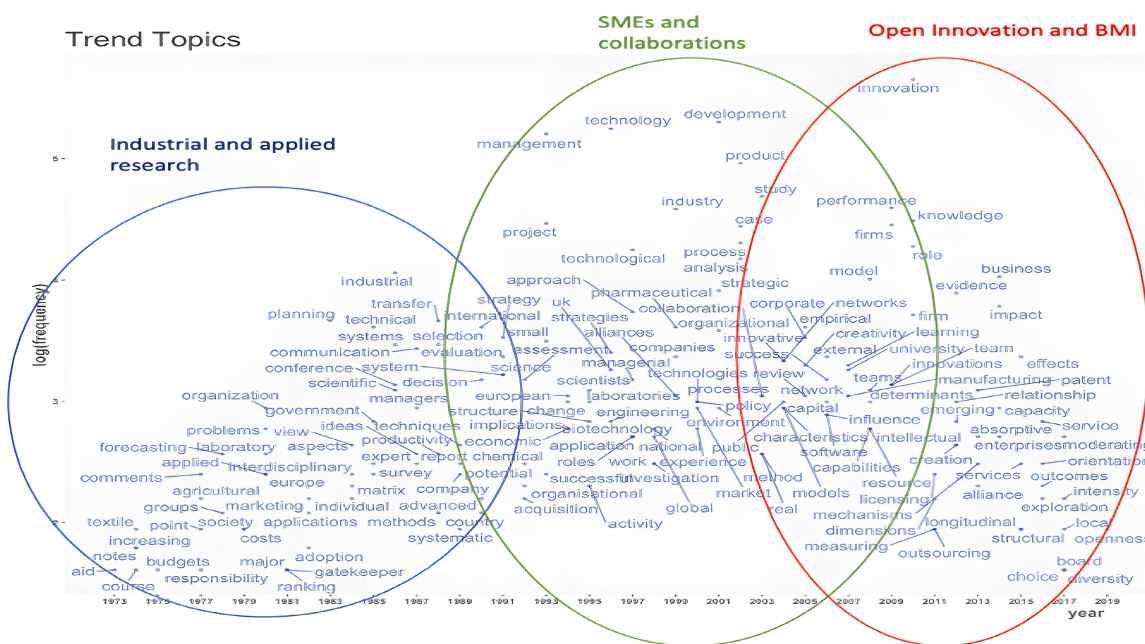 SMEs and
collaborations
Open Innovation and BMI
Trend Topics
innovation
technology development
management
Industrial and applied
research
product
5
study
industry
performance
case
knowledge
project
firms
technological
process
role
analysis
model
business
industrial
approach
strategic
evidence
pharmaceutical
transfer
strategy
uk
collaboration
corporate networks
planning
technical
international
strategies
organizational
empirical
firm
impact
log(frequency)
systems selection
small
alliances
innovative
creativity learning
communication
evaluation
assessment
companies
success
external
university team
conference system
science
managerial
technologies review
innovations
effects
scientific
decision
scientists
processes
network
teams
manufacturing patent
organization
managers
european
laboratories
determinants
relationship
3
government
structure change
engineering
policy
capital
emerging capacity
ideas techniques
implications
biotechnology
environment
influence
absorptive
service
problems view
productivity
economic
characteristics
intellectual
forecasting laboratory aspects
application national public
software
enterprises moderating
applied
expert report chemical
roles work experience
capabilities
creation
orientation
interdisciplinary
survey
potential
successful
investigation
method
resource
services
comments
europe
outcomes
agricultural
matrix company
organisational
market models
licensing
alliance
intensity
groups marketing individual advanced
acquisition
global
real
mechanisms
exploration
textile point society applications methods country
activity
dimensions
longitudinal
local
increasing
costs
systematic
measuring
structural openness
notes
adoption
outsourcing
budgets
major
board
aid
responsibility
gatekeeper
choice diversity
course
ranking
1973 1975 1977 1979 1981 1983 1985 1987 1989 1991 1993 1995 1997 1999 2001 2003 2005 2007 2009 2011 2013 2015 2017 2019
year